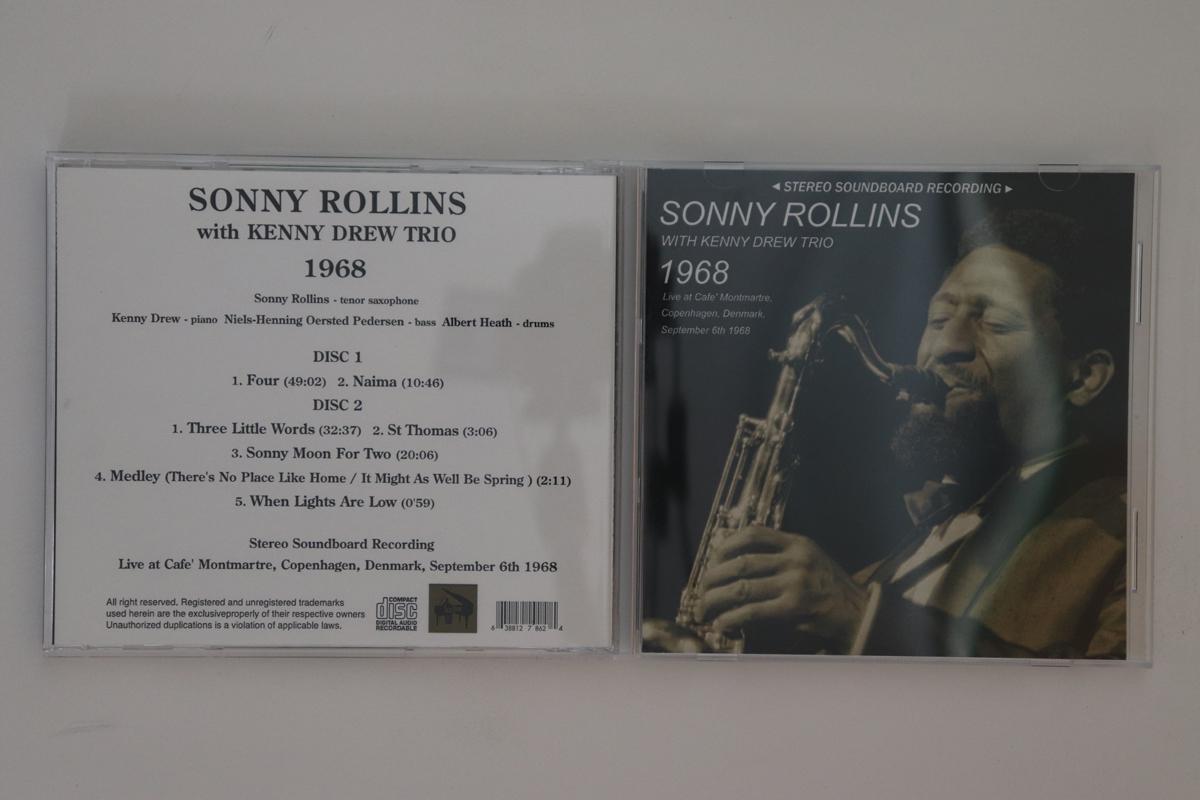 SONNY ROLLINS
with KENNY DREW TRIO
1968
Sonny Rollins - tenor saxophone
Kenny Drew - piano Niels-Henning Oersted Pedersen - bass Albert Heath - drums
DISC 1
1. Four (49:02) 2. Naima (10:46)
DISC 2
1. Three Little Words (32:37) 2. St Thomas (3:06)
3. Sonny Moon For Two (20:06)
4. Medley (There's No Place Like Home / It Might As Well Be Spring ) (2:11)
5. When Lights Are Low (0'59)
Stereo Soundboard Recording
Live at Cafe' Montmartre, Copenhagen, Denmark, September 6th 1968
All right reserved. Registered and unregistered trademarks
used herein are the exclusiveproperly of their respective owners
Unauthorized duplications is a violation of applicable laws.
COMPACT
disc
DIGITAL AUDIO
RECORDABLE
6 38812 7 862 4
◀ STEREO SOUNDBOARD RECORDING ▶
SONNY ROLLINS
WITH KENNY DREW TRIO
1968
Live at Cafe' Montmartre,
Copenhagen, Denmark,
September 6th 1968